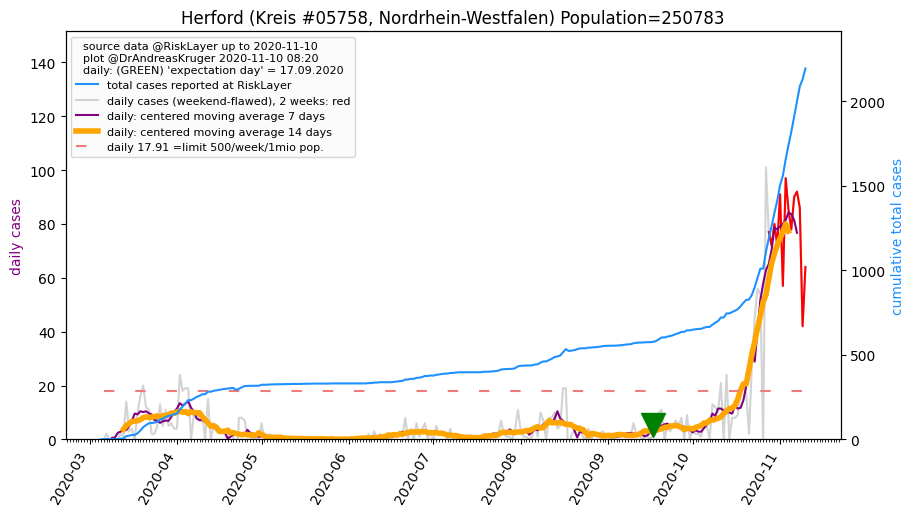 Herford (Kreis #05758, Nordrhein-Westfalen) Population=250783
source data @RiskLayer up to 2020-11-10
plot @DrAndreasKruger 2020-11-10 08:20
daily: (GREEN) 'expectation day' = 17.09.2020
total cases reported at RiskLayer
daily cases (weekend-flawed), 2 weeks: red
daily: centered moving average 7 days
daily: centered moving average 14 days
daily 17.91 =limit 500/week/1mio pop.
daily cases
140
120
100
80
60
40
20
0
cumulative total cases
2000
1500
1000
500
0
2020-03
2020-04
2020-05
2020-06
2020-07
2020-08
2020-09
2020-10
2020-11